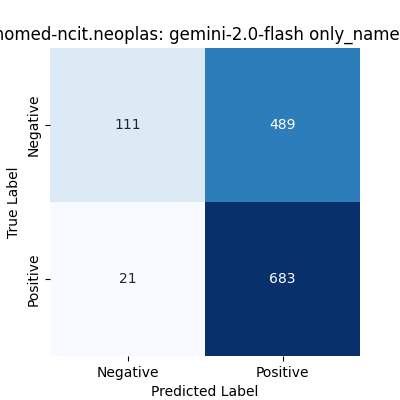 nomed-ncit.neoplas: gemini-2.0-flash only_name
True Label
Negative
111
489
Positive
21
683
Negative
Positive
Predicted Label